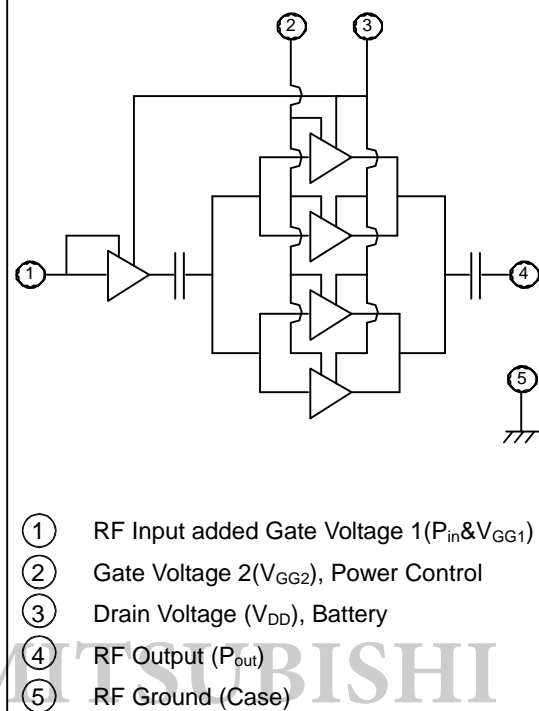 2
3
1
4
5
1 RF Input added Gate Voltage 1(Pin&VGG1)
2 Gate Voltage 2(VGG2), Power Control
3 Drain Voltage (VDD), Battery
4 RF Output (Pout)
MITSUBISHI
5 RF Ground (Case)